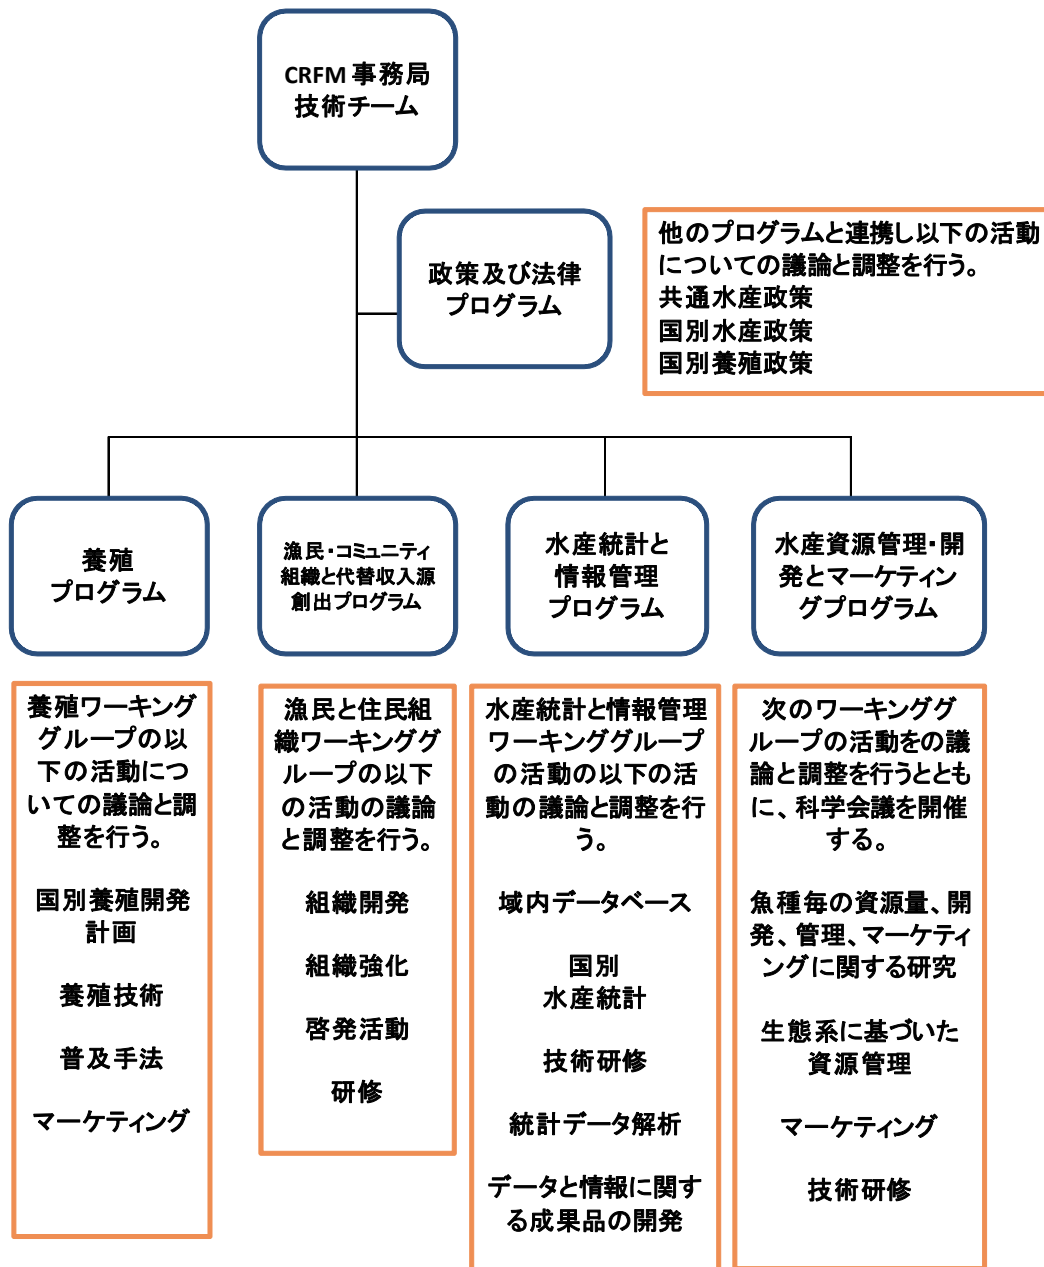 CRFM 事務局
技術チーム
政策及び法律
プログラム
他のプログラムと連携し以下の活動
についての議論と調整を行う。
共通水産政策
国別水産政策
国別養殖政策
養殖
プログラム
漁民・コミュニティ
組織と代替収入源
創出プログラム
水産統計と
情報管理
プログラム
水産資源管理・開
発とマーケティン
グプログラム
養殖ワーキング
グループの以
下の活動につ
いての議論と調
整を行う。
国別養殖開発
計画
養殖技術
普及手法
マーケティング
漁民と住民組
織ワーキンググ
ループの以下
の活動の議論
と調整を行う。
組織開発
組織強化
啓発活動
研修
水産統計と情報管理
ワーキンググループ
の活動の以下の活
動の議論と調整を行
う。
域内データベース
国別
水産統計
技術研修
統計データ解析
データと情報に関す
る成果品の開発
次のワーキンググ
ループの活動をの議
論と調整を行うととも
に、科学会議を開催
する。
魚種毎の資源量、開
発、管理、マーケティ
ングに関する研究
生態系に基づいた
資源管理
マーケティング
技術研修